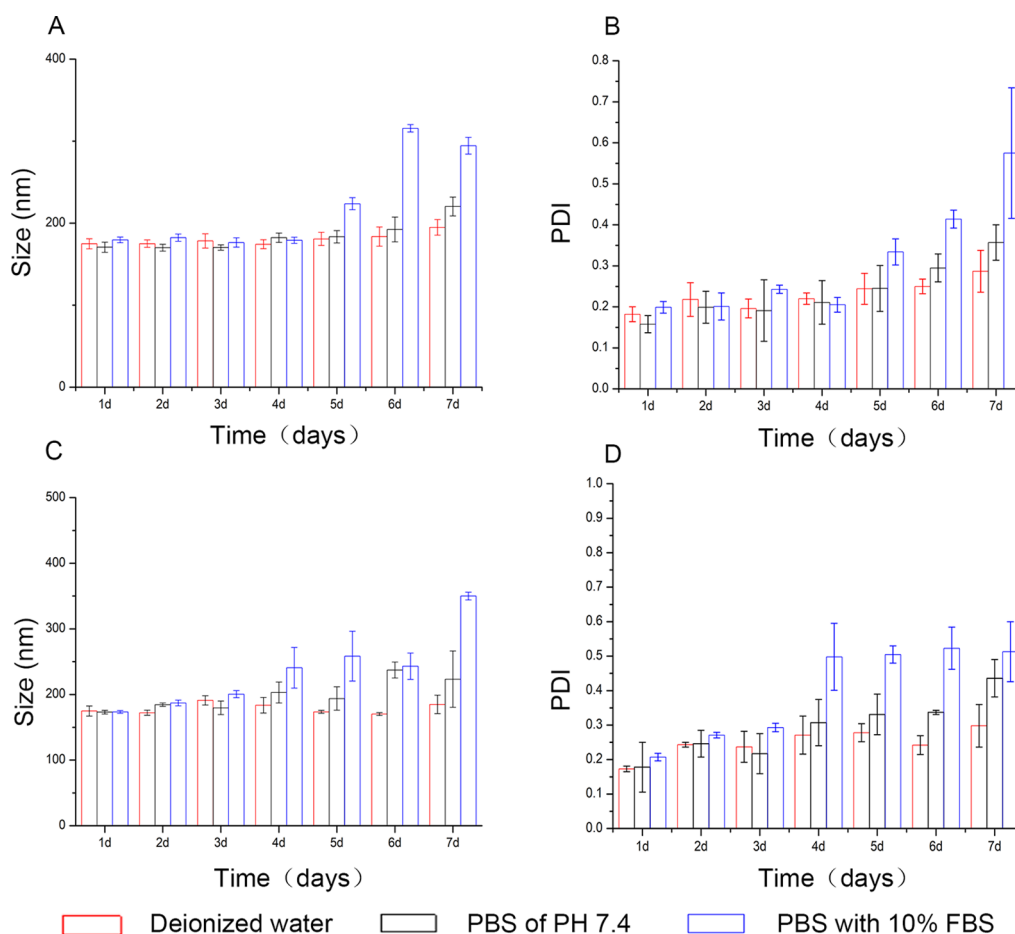 A
Size (nm)
400
200
0
1d 2d 3d 4d 5d 6d 7d
Time（days）
B
PDI
0.8
0.7
0.6
0.5
0.4
0.3
0.2
0.1
0.0
1d 2d 3d 4d 5d 6d 7d
Time（days）
C
Size (nm)
500
400
300
200
100
0
1d 2d 3d 4d 5d 6d 7d
Time（days）
D
PDI
1.0
0.9
0.8
0.7
0.6
0.5
0.4
0.3
0.2
0.1
0.0
1d 2d 3d 4d 5d 6d 7d
Time（days）
Deionized water PBS of PH 7.4 PBS with 10% FBS